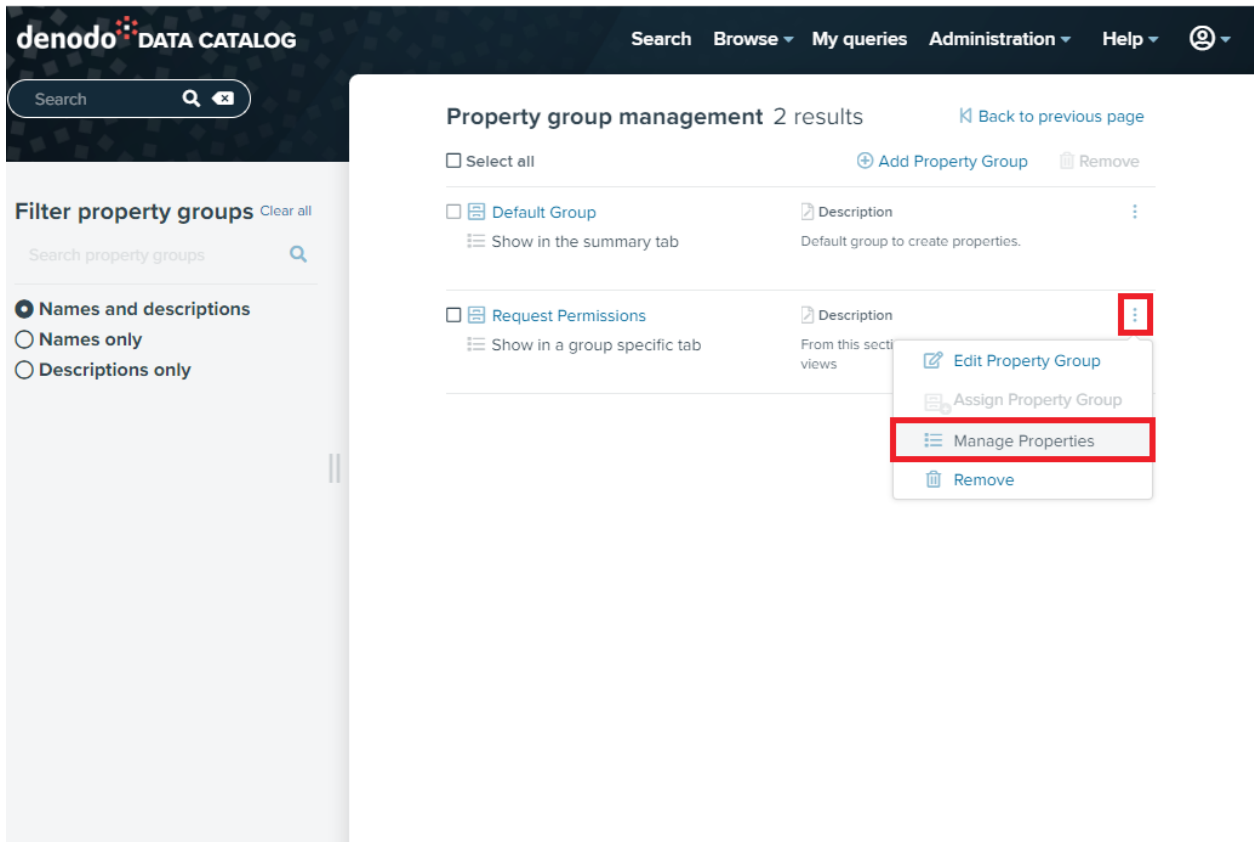 denodo DATA CATALOG
Search Browse My queries Administration Help
Search
Property group management 2 results Back to previous page
Select all Add Property Group Remove
Filter property groups Clear all
Search property groups
Names and descriptions
Names only
Descriptions only
Default Group Description
Show in the summary tab Default group to create properties.
Request Permissions Description
Show in a group specific tab From this secti
views
Edit Property Group
Assign Property Group
Manage Properties
Remove